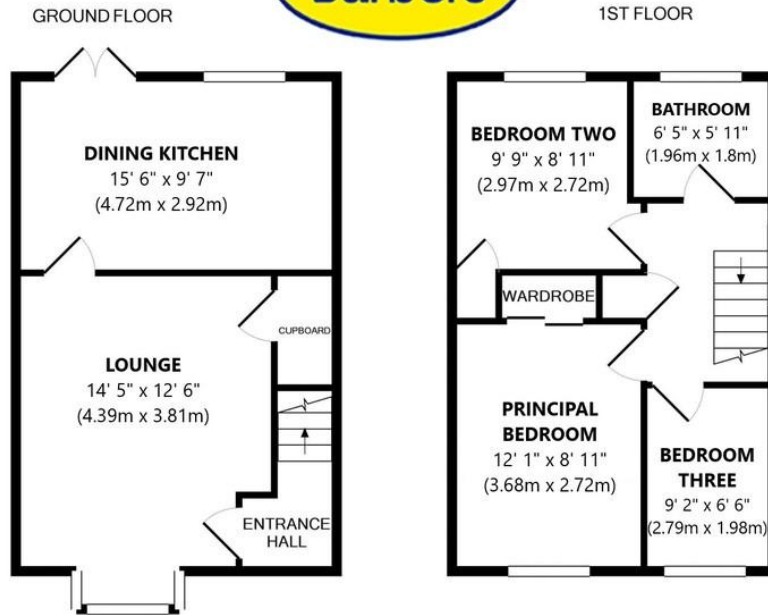 GROUND FLOOR
DINING KITCHEN
15' 6" x 9' 7"
(4.72m x 2.92m)
LOUNGE
14' 5" x 12' 6"
(4.39m x 3.81m)
CUPBOARD
ENTRANCE
HALL
1ST FLOOR
BEDROOM TWO
9' 9" x 8' 11"
(2.97m x 2.72m)
BATHROOM
6' 5" x 5' 11"
(1.96m x 1.8m)
WARDROBE
PRINCIPAL
BEDROOM
12' 1" x 8' 11"
(3.68m x 2.72m)
BEDROOM
THREE
9' 2" x 6' 6"
(2.79m x 1.98m)